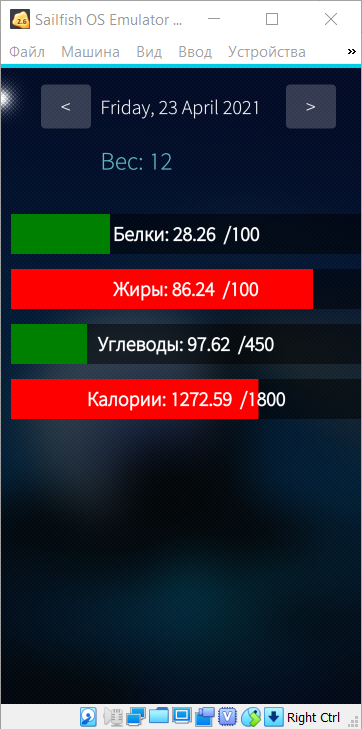 Sailfish OS Emulator ...
Файл Машина Вид Ввод Устройства »
< Friday, 23 April 2021 >
Вес: 12
Белки: 28.26 /100
Жиры: 86.24 /100
Углеводы: 97.62 /450
Калории: 1272.59 /1800
Right Ctrl